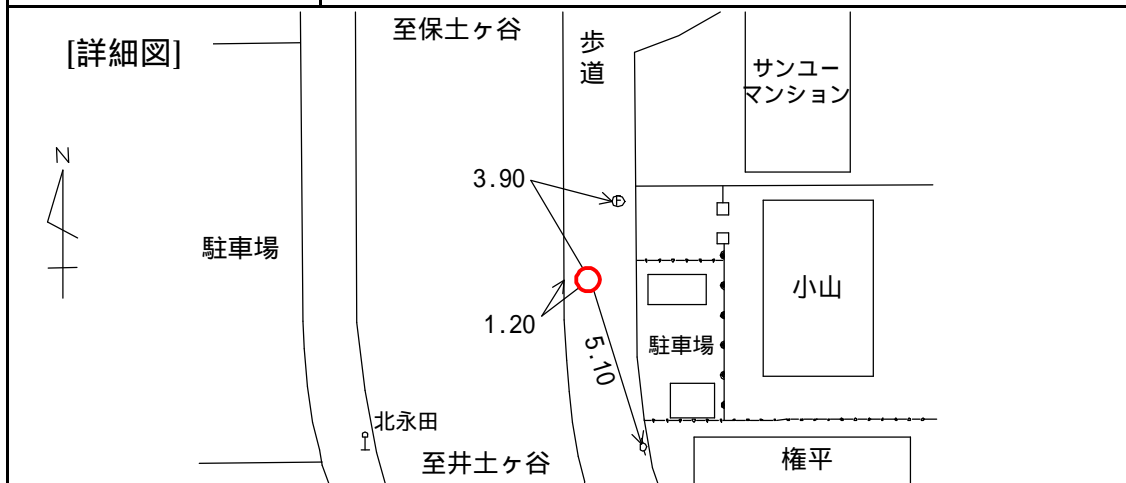 [詳細図]
至保土ヶ谷
歩道
サンユー
マンション
N
3.90
F
駐車場
小山
1.20
5.10
駐車場
北永田
至井土ヶ谷
権平